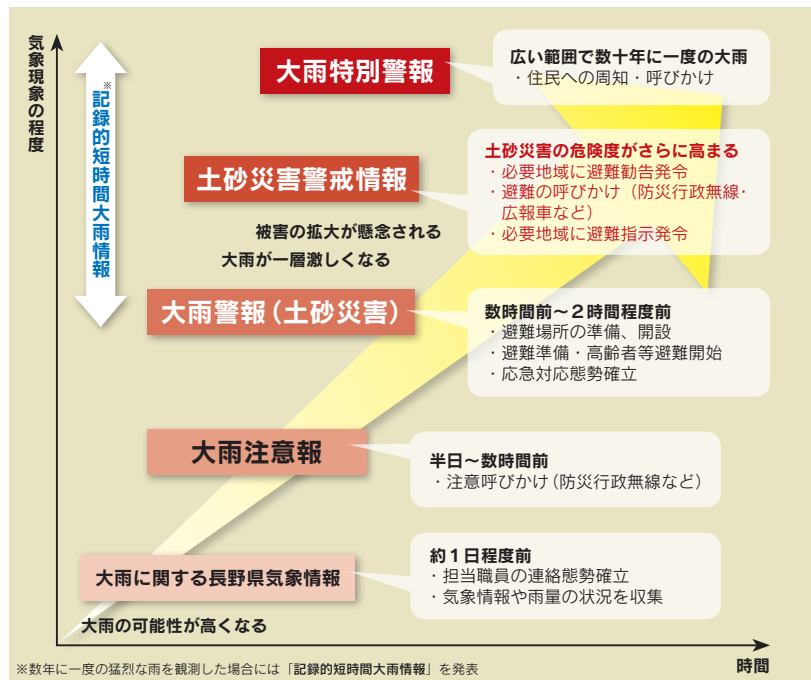 気象現象の程度
※
記録的短時間大雨情報
大雨特別警報
広い範囲で数十年に一度の大雨
・住民への周知・呼びかけ
土砂災害警戒情報
土砂災害の危険度がさらに高まる
・必要地域に避難勧告発令
・避難の呼びかけ（防災行政無線・
広報車など）
・必要地域に避難指示発令
被害の拡大が懸念される
大雨が一層激しくなる
大雨警報（土砂災害）
数時間前～２時間程度前
・避難場所の準備、開設
・避難準備・高齢者等避難開始
・応急対応態勢確立
大雨注意報
半日～数時間前
・注意呼びかけ（防災行政無線など）
大雨に関する長野県気象情報
約１日程度前
・担当職員の連絡態勢確立
・気象情報や雨量の状況を収集
大雨の可能性が高くなる
時間
※数年に一度の猛烈な雨を観測した場合には「記録的短時間大雨情報」を発表